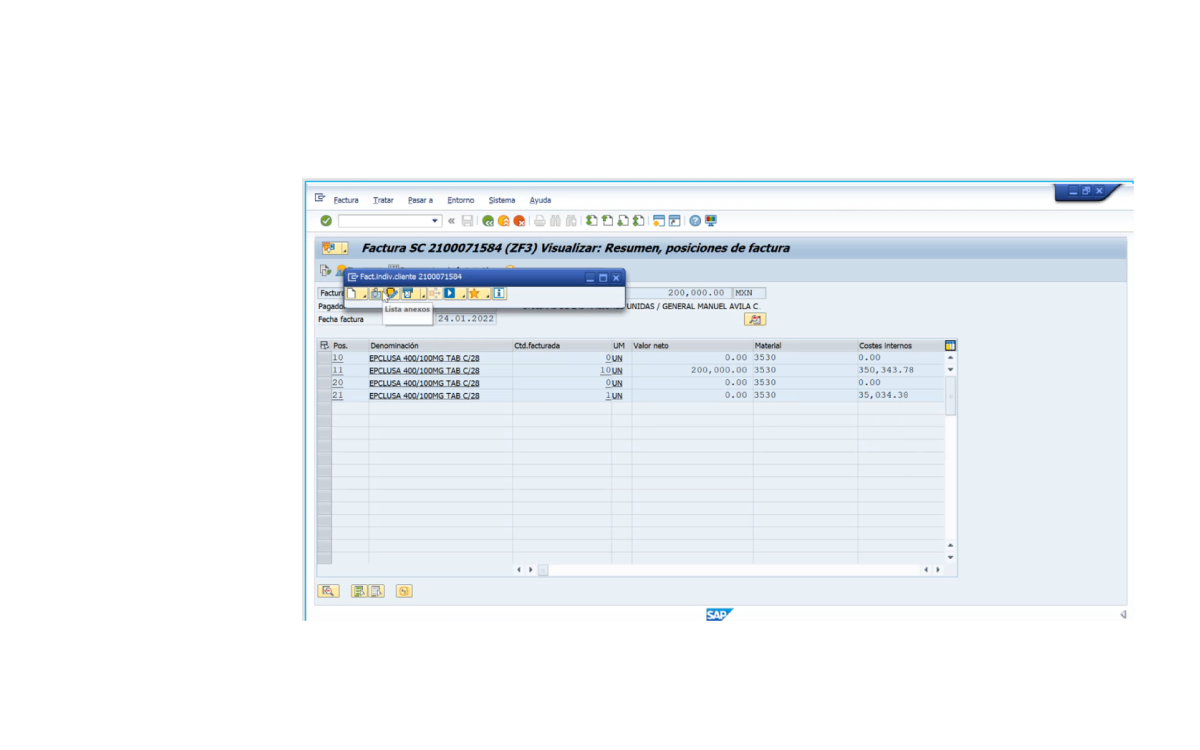 Factura Tratar Pasar a Entorno Sistema Ayuda
Factura SC 2100071584 (ZF3) Visualizar: Resumen, posiciones de factura
Fact.indiv.cliente 2100071584
Factura 200,000.00 MXN
Pagador UNIDAS / GENERAL MANUEL AVILA C.
Lista anexos
Fecha factura 24.01.2022
Pos. Denominación Ctd.facturada UM Valor neto Material Costes internos
10 EPCLUSA 400/100MG TAB C/28 0 UN 0.00 3530 0.00
11 EPCLUSA 400/100MG TAB C/28 10 UN 200,000.00 3530 350,343.78
20 EPCLUSA 400/100MG TAB C/28 0 UN 0.00 3530 0.00
21 EPCLUSA 400/100MG TAB C/28 1 UN 0.00 3530 35,034.38
SAP